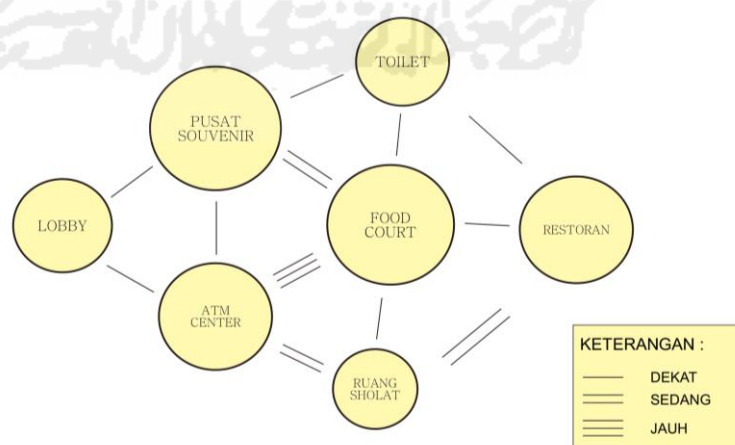 TOILET
PUSAT
SOUVENIR
LOBBY
FOOD
COURT
RESTORAN
ATM
CENTER
RUANG
SHOLAT
KETERANGAN :
DEKAT
SEDANG
JAUH